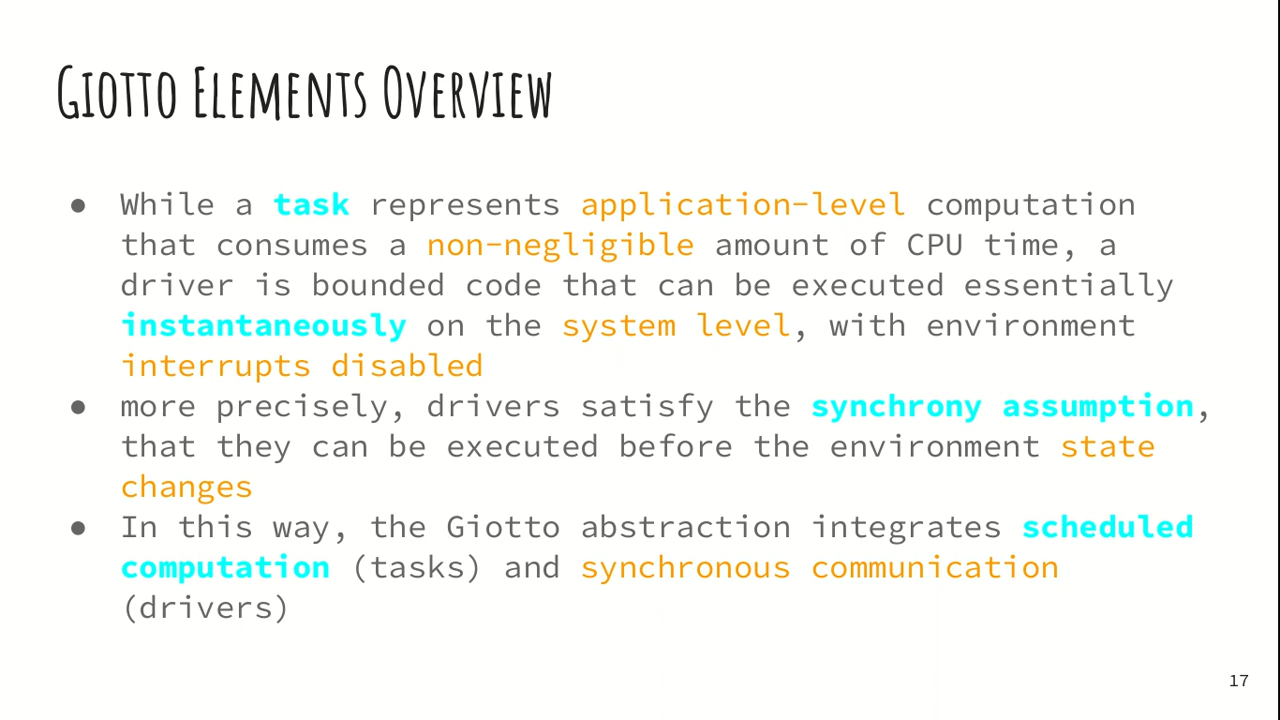 Giotto Elements Overview
● While a task represents application-level computation
that consumes a non-negligible amount of CPU time, a
driver is bounded code that can be executed essentially
instantaneously on the system level, with environment
interrupts disabled
● more precisely, drivers satisfy the synchrony assumption,
that they can be executed before the environment state
changes
● In this way, the Giotto abstraction integrates scheduled
computation (tasks) and synchronous communication
(drivers)
17